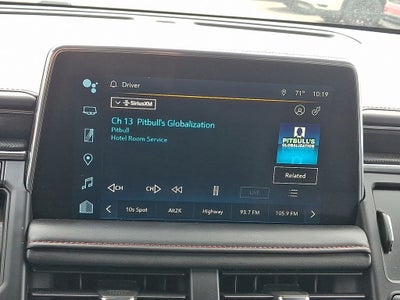 Driver
71° 10:19
SiriusXM
Ch 13 Pitbull's Globalization
Pitbull
Hotel Room Service
PITBULL'S
GLOBALIZATION
Related
CH CH
10s Spot Alt2K Highway 93.7 FM 105.9 FM